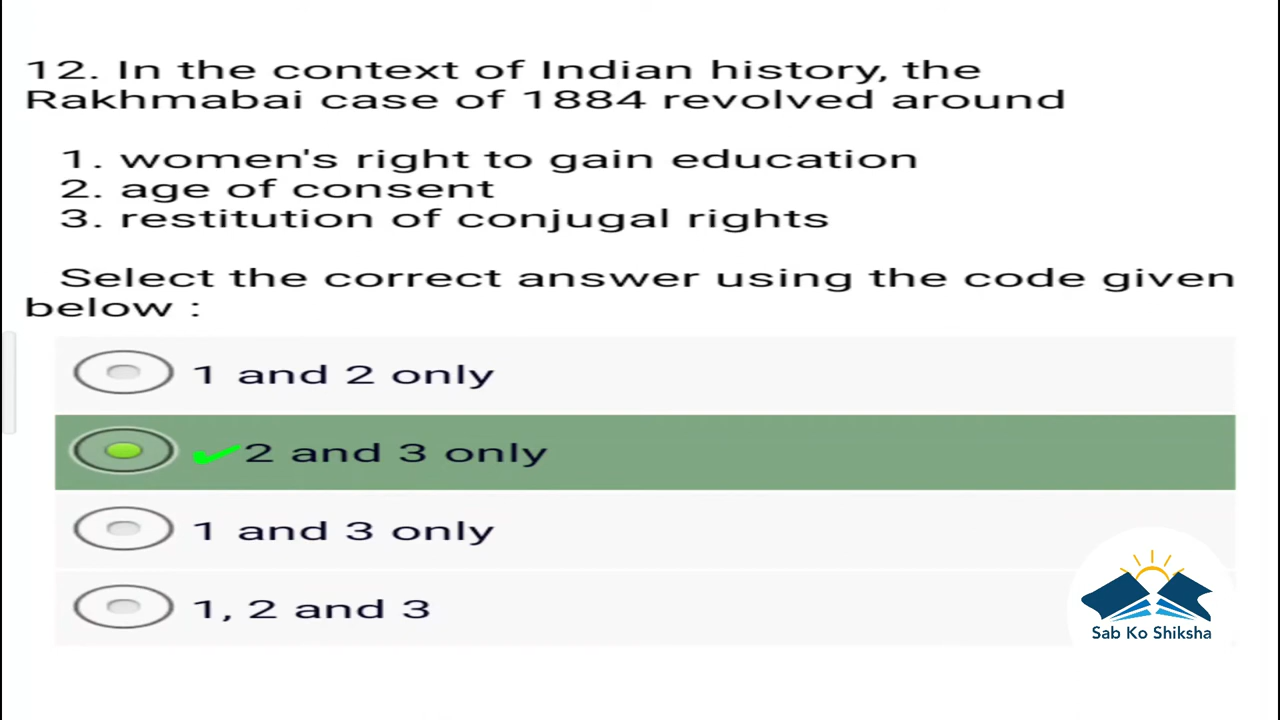 12. In the context of Indian history, the
Rakhmabai case of 1884 revolved around
1. women's right to gain education
2. age of consent
3. restitution of conjugal rights
Select the correct answer using the code given
below :
1 and 2 only
✔2 and 3 only
1 and 3 only
1, 2 and 3
Sab Ko Shiksha